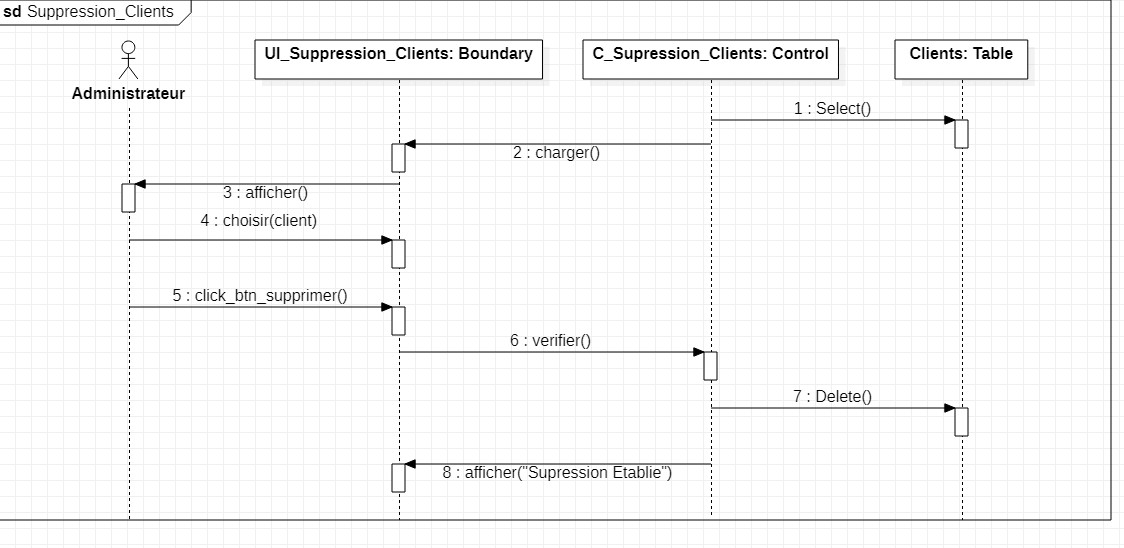 sd Suppression_Clients
UI_Suppression_Clients: Boundary
C_Supression_Clients: Control
Clients: Table
Administrateur
1 : Select()
2 : charger()
3 : afficher()
4 : choisir(client)
5 : click_btn_supprimer()
6 : verifier()
7 : Delete()
8 : afficher("Supression Etablie")